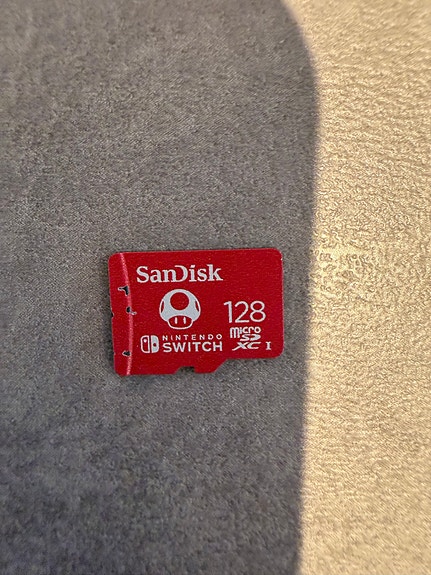 SanDisk
128
NINTENDO
SWITCH
micro
SD
XC I